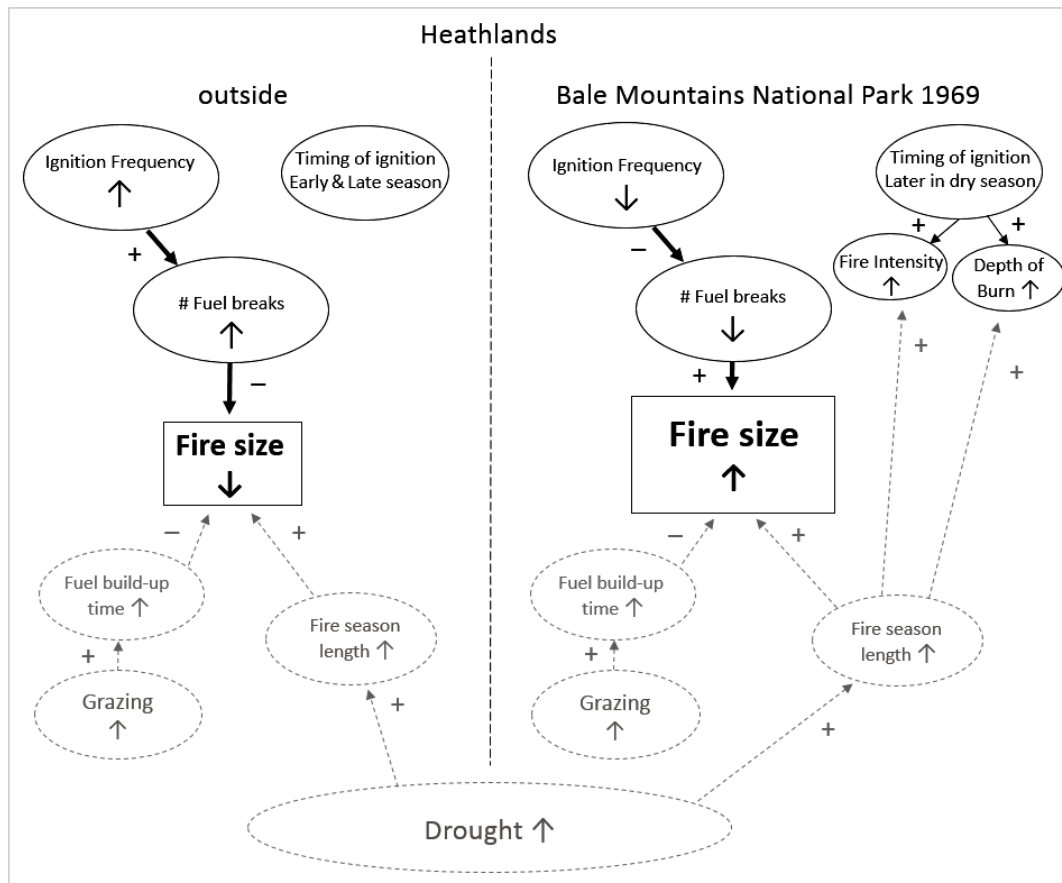 Heathlands
outside
Ignition Frequency
↑
Timing of ignition
Early & Late season
+
# Fuel breaks
↑
–
Fire size
↓
–
+
Fuel build-up
time ↑
Fire season
length ↑
+
+
Grazing
↑
Bale Mountains National Park 1969
Ignition Frequency
↓
Timing of ignition
Later in dry season
–
+
+
Fire Intensity
↑
Depth of
Burn ↑
# Fuel breaks
↓
+
+
+
Fire size
↑
–
+
Fuel build-up
time ↑
Fire season
length ↑
+
Grazing
↑
+
Drought ↑